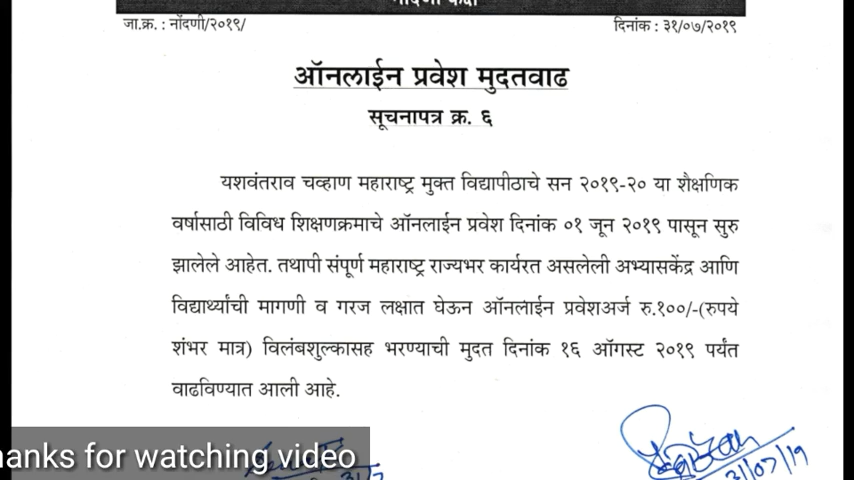 जा.क्र. : नोंदणी/२०१९/
दिनांक : ३१/०७/२०१९
ऑनलाईन प्रवेश मुदतवाढ
सूचनापत्र क्र. ६
यशवंतराव चव्हाण महाराष्ट्र मुक्त विद्यापीठाचे सन २०१९-२० या शैक्षणिक
वर्षासाठी विविध शिक्षणक्रमाचे ऑनलाईन प्रवेश दिनांक ०१ जून २०१९ पासून सुरु
झालेले आहेत. तथापी संपूर्ण महाराष्ट्र राज्यभर कार्यरत असलेली अभ्यासकेंद्र आणि
विद्यार्थ्यांची मागणी व गरज लक्षात घेऊन ऑनलाईन प्रवेशअर्ज रु.१००/-(रुपये
शंभर मात्र) विलंबशुल्कासह भरण्याची मुदत दिनांक १६ ऑगस्ट २०१९ पर्यंत
वाढविण्यात आली आहे.
hanks for watching video
31/07/19